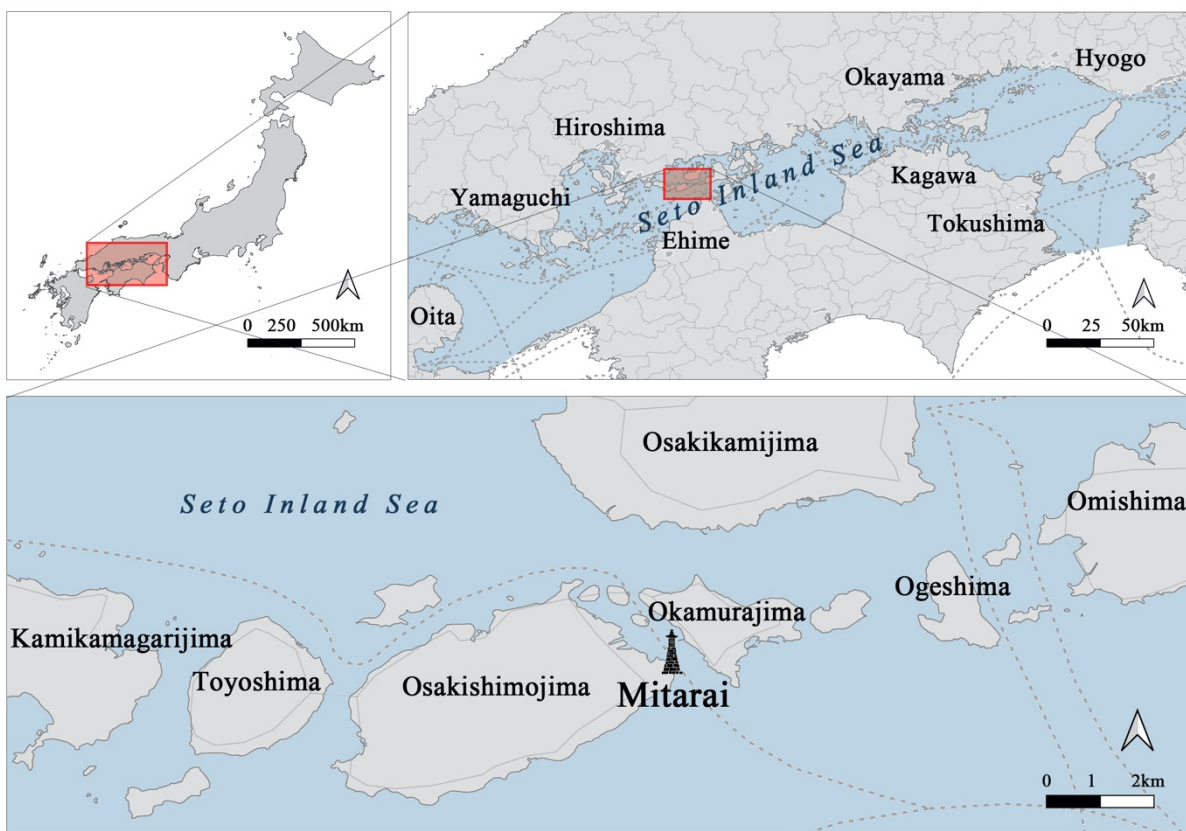 0 250 500km
Hyogo
Okayama
Hiroshima
Seto Inland Sea
Kagawa
Yamaguchi
Tokushima
Ehime
Oita
0 25 50km
Osakikamijima
Seto Inland Sea
Omishima
Ogeshima
Okamurajima
Kamikamagarijima
Toyoshima
Osakishimojima
Mitarai
0 1 2km